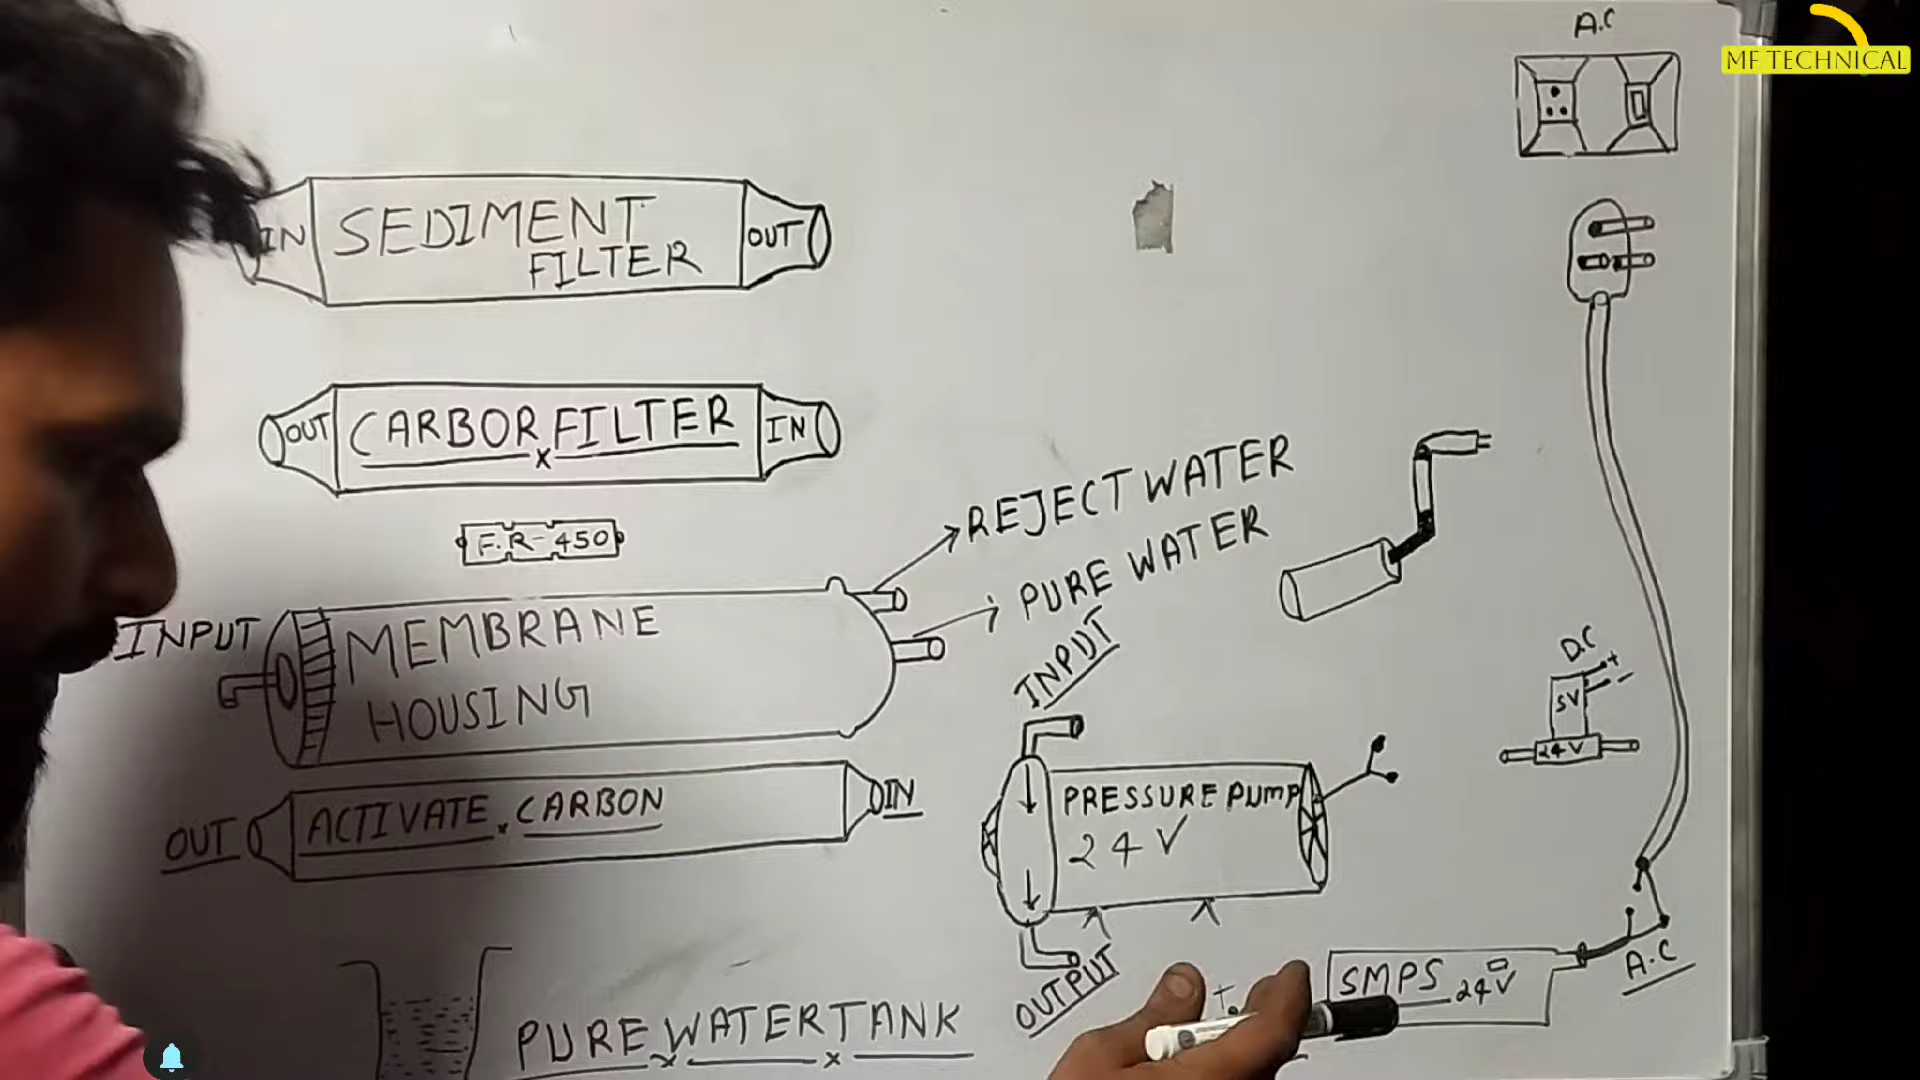 A.C
MF TECHNICAL
IN SEDIMENT FILTER OUT
OUT CARBOR FILTER IN
F.R-450
REJECT WATER
PURE WATER
INPUT MEMBRANE
HOUSING
INPUT
D.C
+
-
5V
24V
OUT ACTIVATE CARBON IN
PRESSURE PUMP
24V
OUTPUT
A.C
SMPS 24V
+
PURE WATER TANK